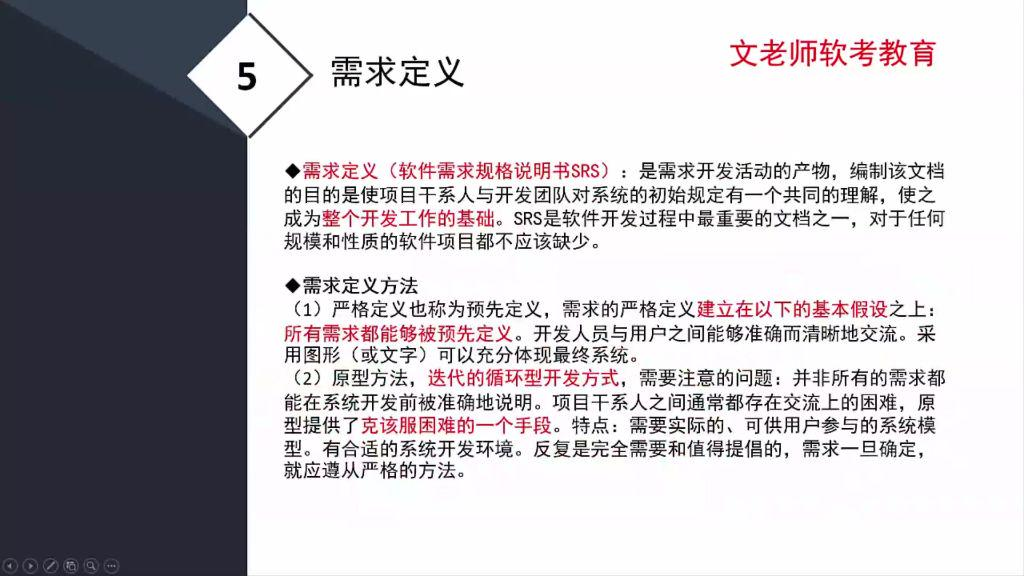 5
需求定义
文老师软考教育
◆需求定义（软件需求规格说明书SRS）：是需求开发活动的产物，编制该文档
的目的是使项目干系人与开发团队对系统的初始规定有一个共同的理解，使之
成为整个开发工作的基础。SRS是软件开发过程中最重要的文档之一，对于任何
规模和性质的软件项目都不应该缺少。
◆需求定义方法
（1）严格定义也称为预先定义，需求的严格定义建立在以下的基本假设之上：
所有需求都能够被预先定义。开发人员与用户之间能够准确而清晰地交流。采
用图形（或文字）可以充分体现最终系统。
（2）原型方法，迭代的循环型开发方式，需要注意的问题：并非所有的需求都
能在系统开发前被准确地说明。项目干系人之间通常都存在交流上的困难，原
型提供了克该服困难的一个手段。特点：需要实际的、可供用户参与的系统模
型。有合适的系统开发环境。反复是完全需要和值得提倡的，需求一旦确定，
就应遵从严格的方法。